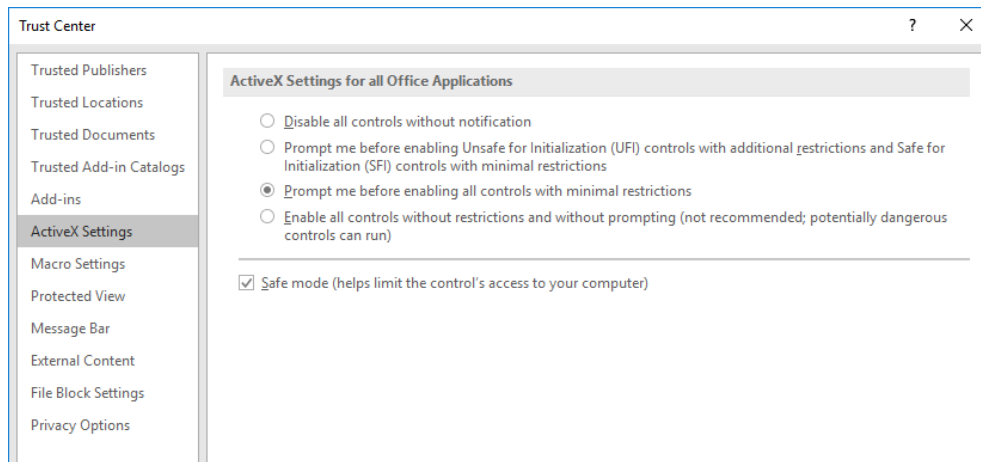 Trust Center
?
Trusted Publishers
Trusted Locations
Trusted Documents
Trusted Add-in Catalogs
Add-ins
ActiveX Settings
Macro Settings
Protected View
Message Bar
External Content
File Block Settings
Privacy Options
ActiveX Settings for all Office Applications
Disable all controls without notification
Prompt me before enabling Unsafe for Initialization (UFI) controls with additional restrictions and Safe for
Initialization (SFI) controls with minimal restrictions
Prompt me before enabling all controls with minimal restrictions
Enable all controls without restrictions and without prompting (not recommended; potentially dangerous
controls can run)
Safe mode (helps limit the control's access to your computer)